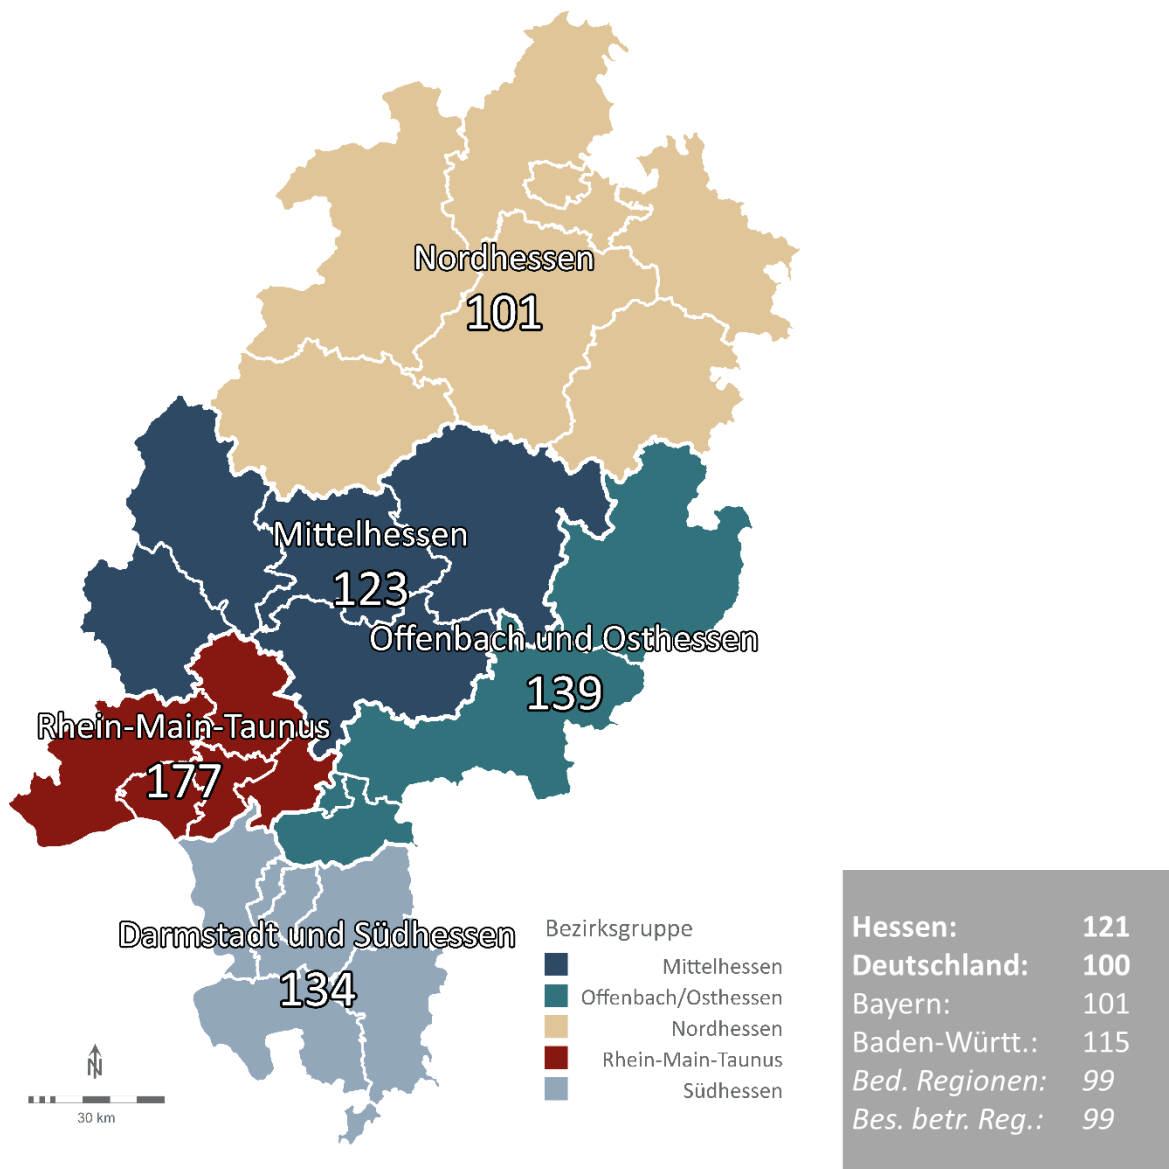 Nordhessen
101
Mittelhessen
123
Offenbach und Osthessen
139
Rhein-Main-Taunus
177
Darmstadt und Südhessen
134
Bezirksgruppe
Mittelhessen
Offenbach/Osthessen
Nordhessen
Rhein-Main-Taunus
Südhessen
N
30 km
Hessen: 121
Deutschland: 100
Bayern: 101
Baden-Württ.: 115
Bed. Regionen: 99
Bes. betr. Reg.: 99